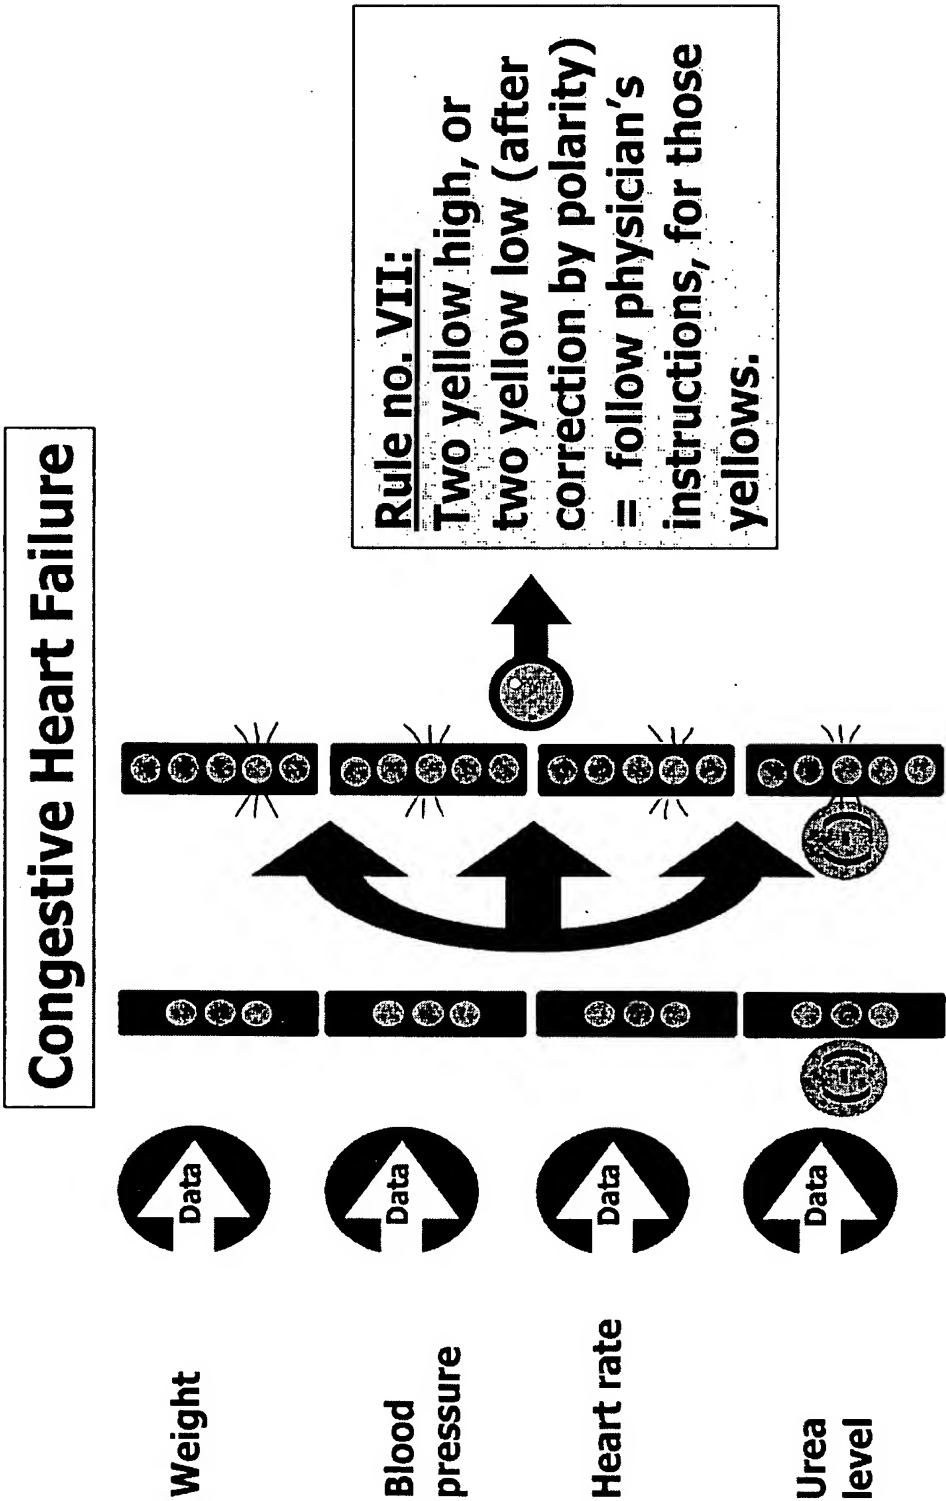 Congestive Heart Failure
Weight
Data
Blood
pressure
Data
Heart rate
Data
Urea
level
Data
(-)
(-)
Rule no. VII:
Two yellow high, or
two yellow low (after
correction by polarity)
= follow physician's
instructions, for those
yellows.